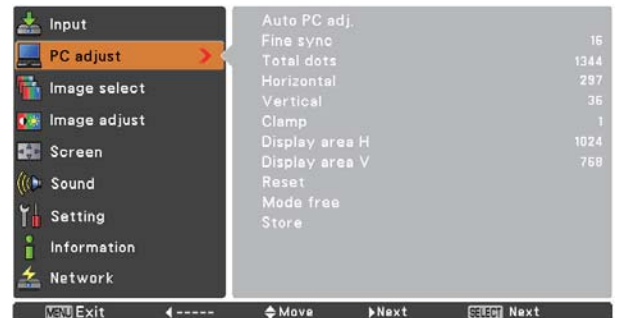 Input
PC adjust
Image select
Image adjust
Screen
Sound
Setting
Information
Network
Auto PC adj.
Fine sync 16
Total dots 1344
Horizontal 297
Vertical 36
Clamp 1
Display area H 1024
Display area V 768
Reset
Mode free
Store
MENU Exit ----- Move Next SELECT Next